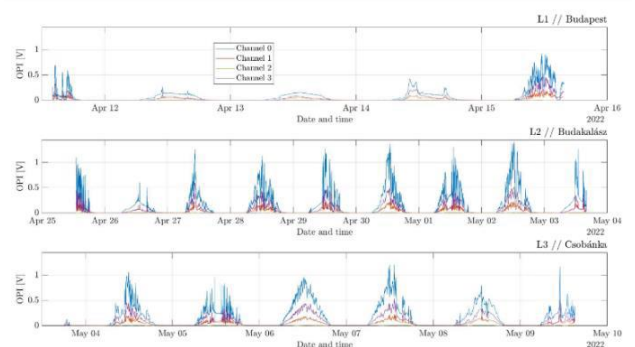 L1 // Budapest
OPI [V]
1
0.5
0
Channel 0
Channel 1
Channel 2
Channel 3
Apr 12 Apr 13 Apr 14 Apr 15 Apr 16
Date and time 2022
L2 // Budakalász
OPI [V]
1
0.5
0
Apr 25 Apr 26 Apr 27 Apr 28 Apr 29 Apr 30 May 01 May 02 May 03 May 04
Date and time 2022
L3 // Csobánka
OPI [V]
1
0.5
0
May 04 May 05 May 06 May 07 May 08 May 09 May 10
Date and time 2022